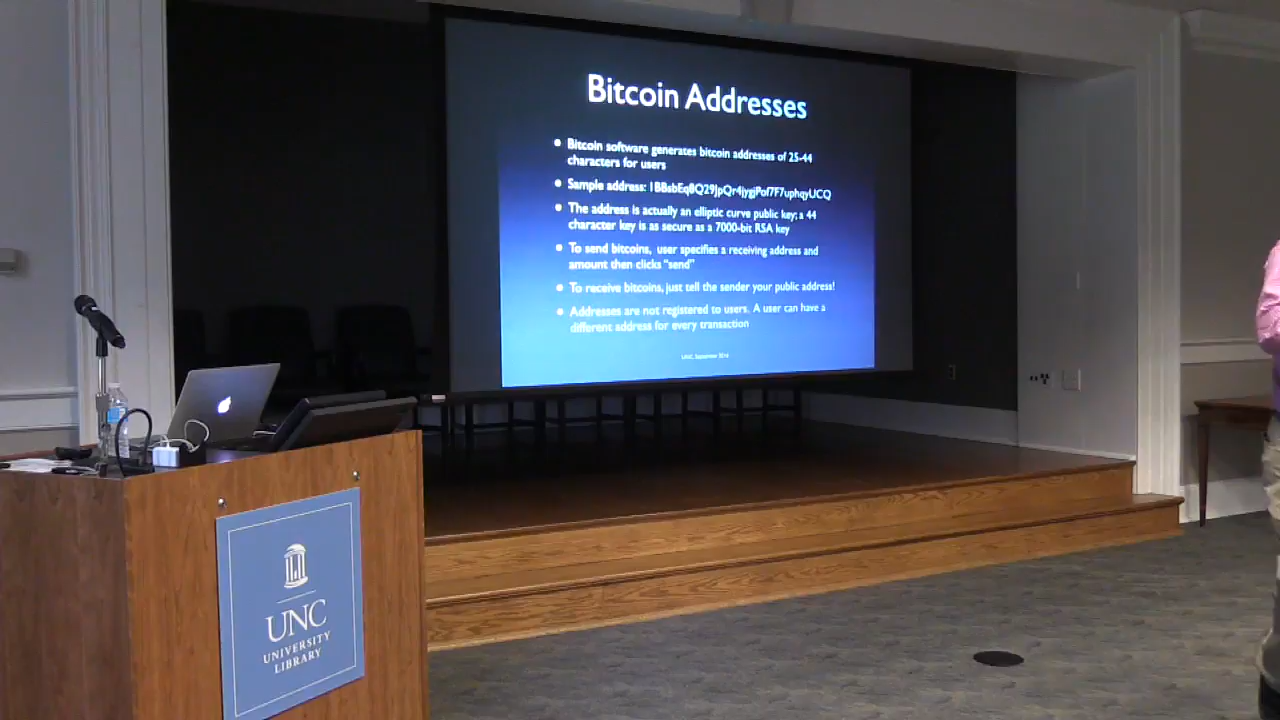 Bitcoin Addresses
• Bitcoin software generates bitcoin addresses of 25-44
characters for users
• Sample address: 1BBsbEq8Q29JpQr4jygjPof7F7uphqyUCQ
• The address is actually an elliptic curve public key; a 44
character key is as secure as a 7000-bit RSA key
• To send bitcoins, user specifies a receiving address and
amount then clicks "send"
• To receive bitcoins, just tell the sender your public address!
• Addresses are not registered to users. A user can have a
different address for every transaction
UNC, September 2016
UNC
UNIVERSITY
LIBRARY